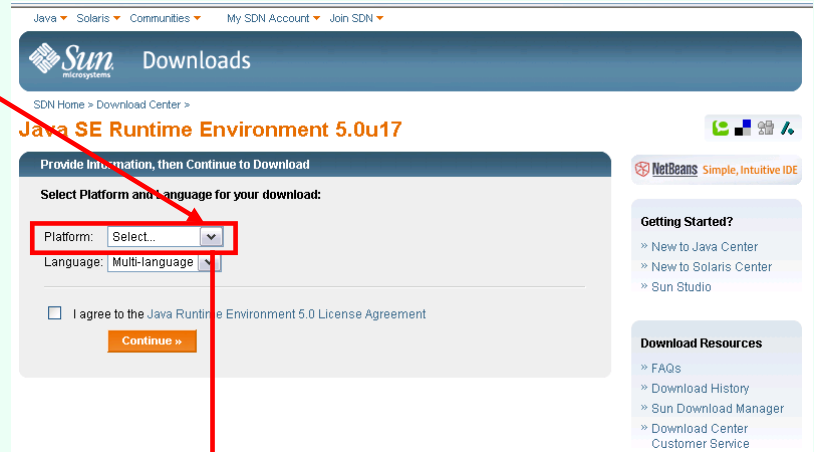 Java Solaris Communities My SDN Account Join SDN
Sun microsystems Downloads
SDN Home > Download Center >
Java SE Runtime Environment 5.0u17
Provide Information, then Continue to Download
Select Platform and Language for your download:
Platform: Select...
Language: Multi-language
I agree to the Java Runtime Environment 5.0 License Agreement
Continue »
NetBeans Simple, Intuitive IDE
Getting Started?
» New to Java Center
» New to Solaris Center
» Sun Studio
Download Resources
» FAQs
» Download History
» Sun Download Manager
» Download Center
Customer Service